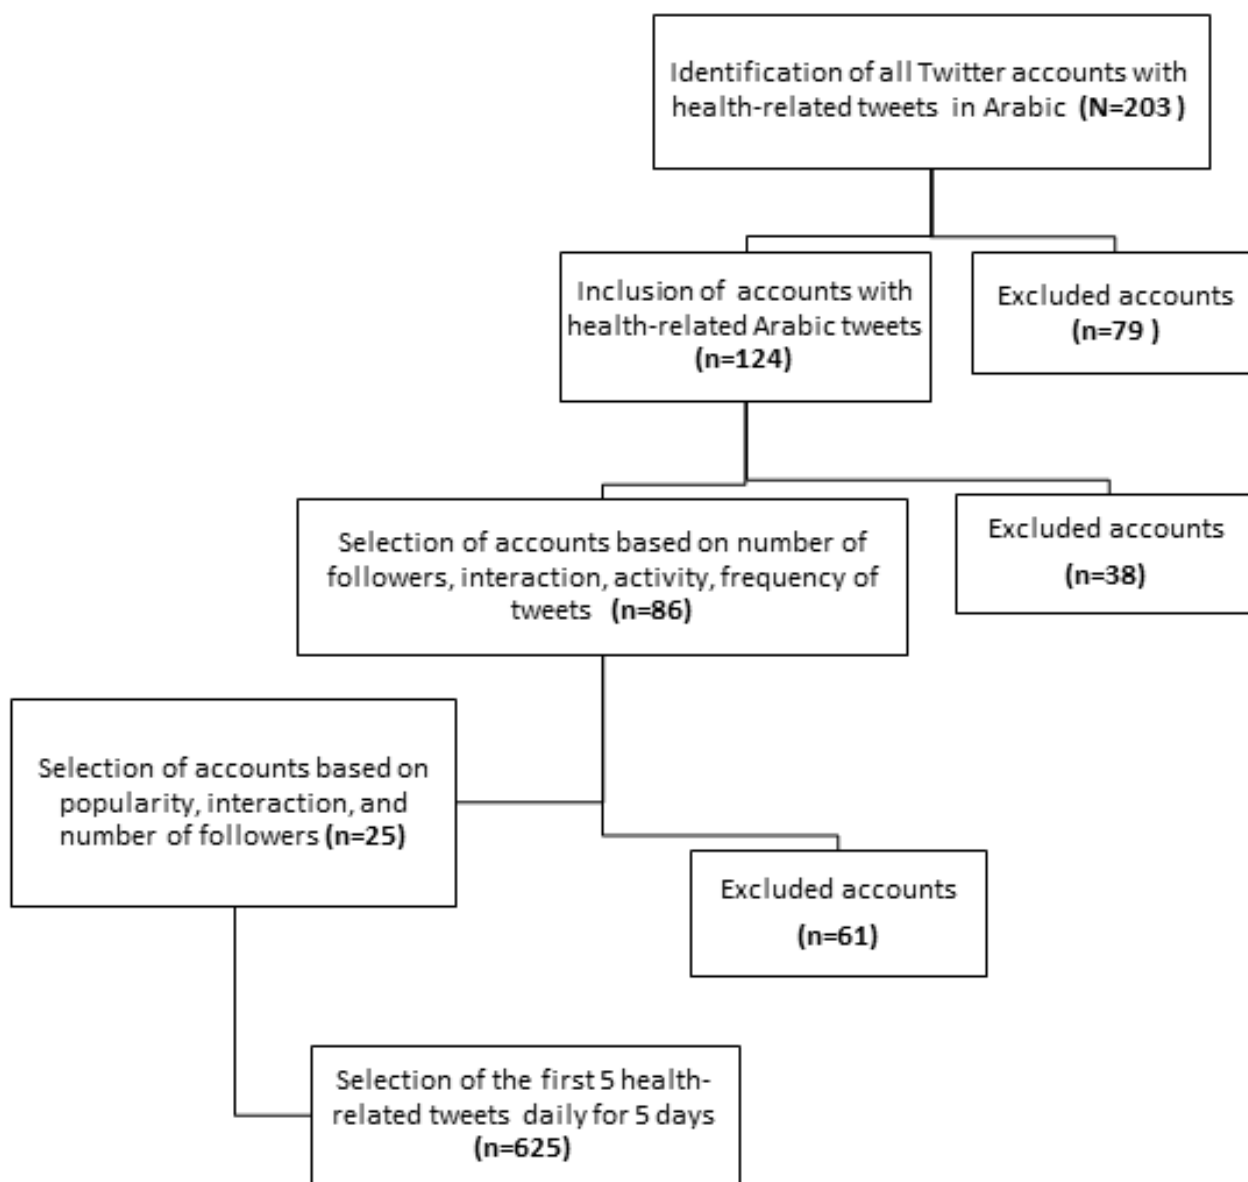 Identification of all Twitter accounts with
health-related tweets in Arabic (N=203 )
Inclusion of accounts with
health-related Arabic tweets
(n=124)
Excluded accounts
(n=79 )
Selection of accounts based on number of
followers, interaction, activity, frequency of
tweets (n=86)
Excluded accounts
(n=38)
Selection of accounts based on
popularity, interaction, and
number of followers (n=25)
Excluded accounts
(n=61)
Selection of the first 5 health-
related tweets daily for 5 days
(n=625)